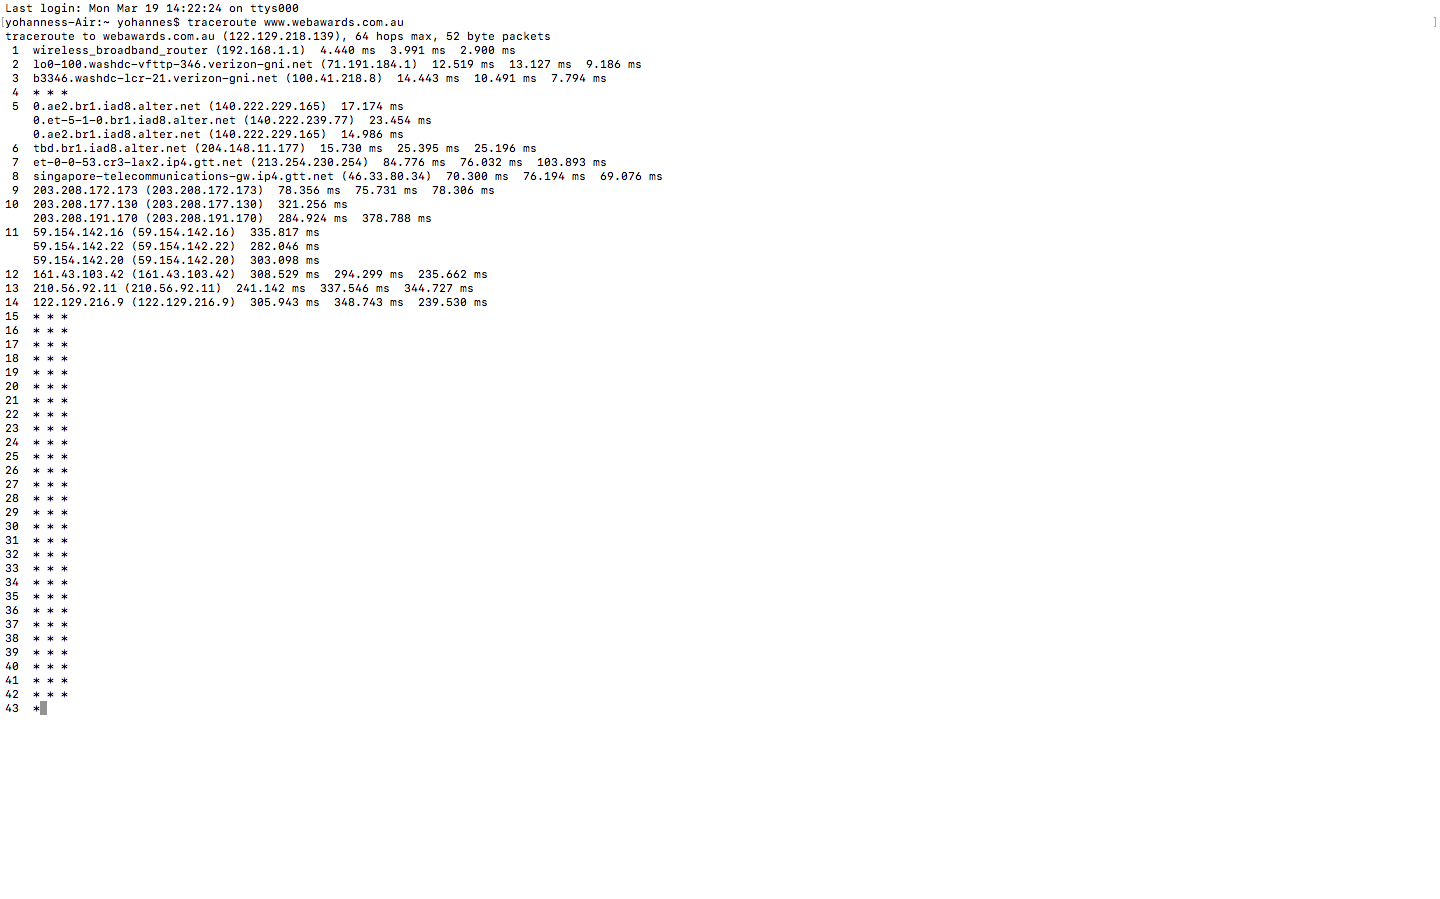 Last login: Mon Mar 19 14:22:24 on ttys000
[yohanness-Air:~ yohannes$ traceroute www.webawards.com.au ]
traceroute to webawards.com.au (122.129.218.139), 64 hops max, 52 byte packets
 1  wireless_broadband_router (192.168.1.1)  4.440 ms  3.991 ms  2.900 ms
 2  lo0-100.washdc-vfttp-346.verizon-gni.net (71.191.184.1)  12.519 ms  13.127 ms  9.186 ms
 3  b3346.washdc-lcr-21.verizon-gni.net (100.41.218.8)  14.443 ms  10.491 ms  7.794 ms
 4  * * *
 5  0.ae2.br1.iad8.alter.net (140.222.229.165)  17.174 ms
    0.et-5-1-0.br1.iad8.alter.net (140.222.239.77)  23.454 ms
    0.ae2.br1.iad8.alter.net (140.222.229.165)  14.986 ms
 6  tbd.br1.iad8.alter.net (204.148.11.177)  15.730 ms  25.395 ms  25.196 ms
 7  et-0-0-53.cr3-lax2.ip4.gtt.net (213.254.230.254)  84.776 ms  76.032 ms  103.893 ms
 8  singapore-telecommunications-gw.ip4.gtt.net (46.33.80.34)  70.300 ms  76.194 ms  69.076 ms
 9  203.208.172.173 (203.208.172.173)  78.356 ms  75.731 ms  78.306 ms
10  203.208.177.130 (203.208.177.130)  321.256 ms
    203.208.191.170 (203.208.191.170)  284.924 ms  378.788 ms
11  59.154.142.16 (59.154.142.16)  335.817 ms
    59.154.142.22 (59.154.142.22)  282.046 ms
    59.154.142.20 (59.154.142.20)  303.098 ms
12  161.43.103.42 (161.43.103.42)  308.529 ms  294.299 ms  235.662 ms
13  210.56.92.11 (210.56.92.11)  241.142 ms  337.546 ms  344.727 ms
14  122.129.216.9 (122.129.216.9)  305.943 ms  348.743 ms  239.530 ms
15  * * *
16  * * *
17  * * *
18  * * *
19  * * *
20  * * *
21  * * *
22  * * *
23  * * *
24  * * *
25  * * *
26  * * *
27  * * *
28  * * *
29  * * *
30  * * *
31  * * *
32  * * *
33  * * *
34  * * *
35  * * *
36  * * *
37  * * *
38  * * *
39  * * *
40  * * *
41  * * *
42  * * *
43  *